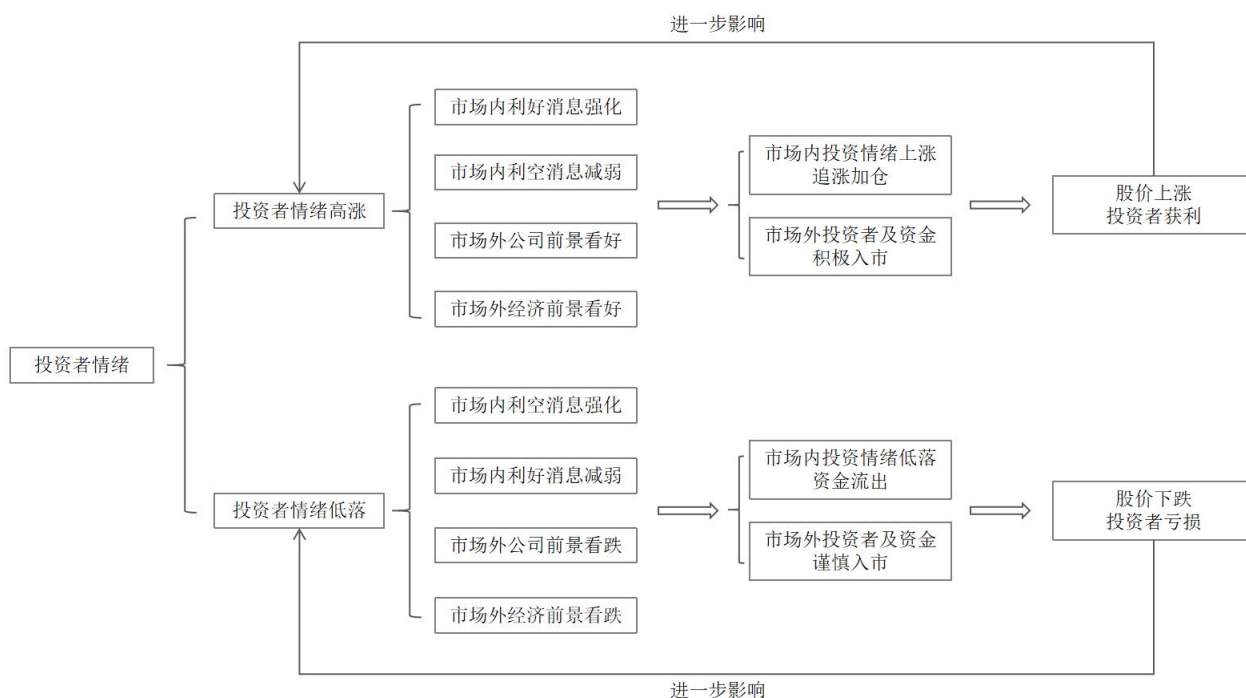 进一步影响
市场内利好消息强化
市场内利空消息减弱
投资者情绪高涨
市场外公司前景看好
市场外经济前景看好
市场内投资情绪上涨
追涨加仓
市场外投资者及资金
积极入市
股价上涨
投资者获利
投资者情绪
市场内利空消息强化
市场内利好消息减弱
投资者情绪低落
市场外公司前景看跌
市场外经济前景看跌
市场内投资情绪低落
资金流出
市场外投资者及资金
谨慎入市
股价下跌
投资者亏损
进一步影响